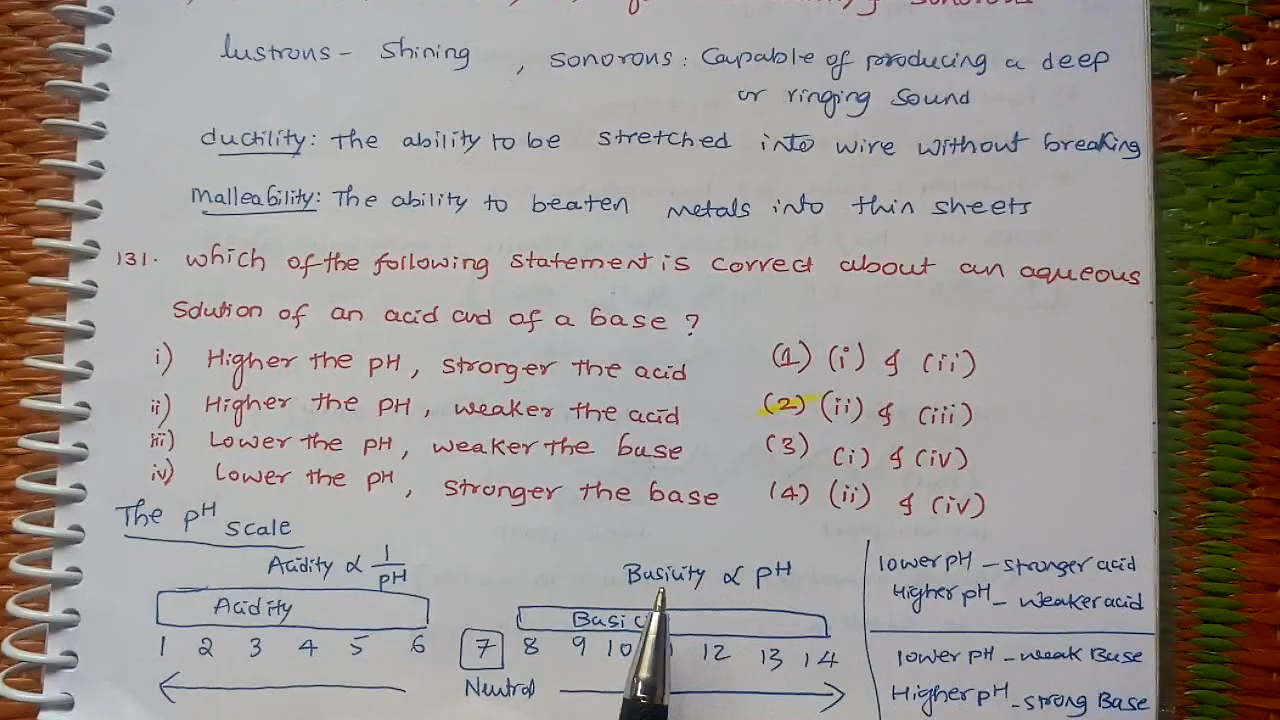 sonorous
lustrons - Shining , sonorons: Capable of producing a deep
or ringing sound
ductility: The ability to be stretched into wire without breaking
Malleability: The ability to beaten metals into thin sheets
131. which of the following statement is correct about an aqueous
solution of an acid and of a base?
i) Higher the pH, stronger the acid (1) (i) & (iii)
ii) Higher the pH, weaker the acid (2) (ii) & (iii)
iii) Lower the pH, weaker the base (3) (i) & (iv)
iv) Lower the pH, stronger the base (4) (ii) & (iv)
The pH scale
Acidity ∝ 1/pH Basicity ∝ pH
Acidity Basic
1 2 3 4 5 6 7 8 9 10 12 13 14
Neutral
lower pH - stronger acid
Higher pH - weaker acid
lower pH - weak Base
Higher pH - strong Base